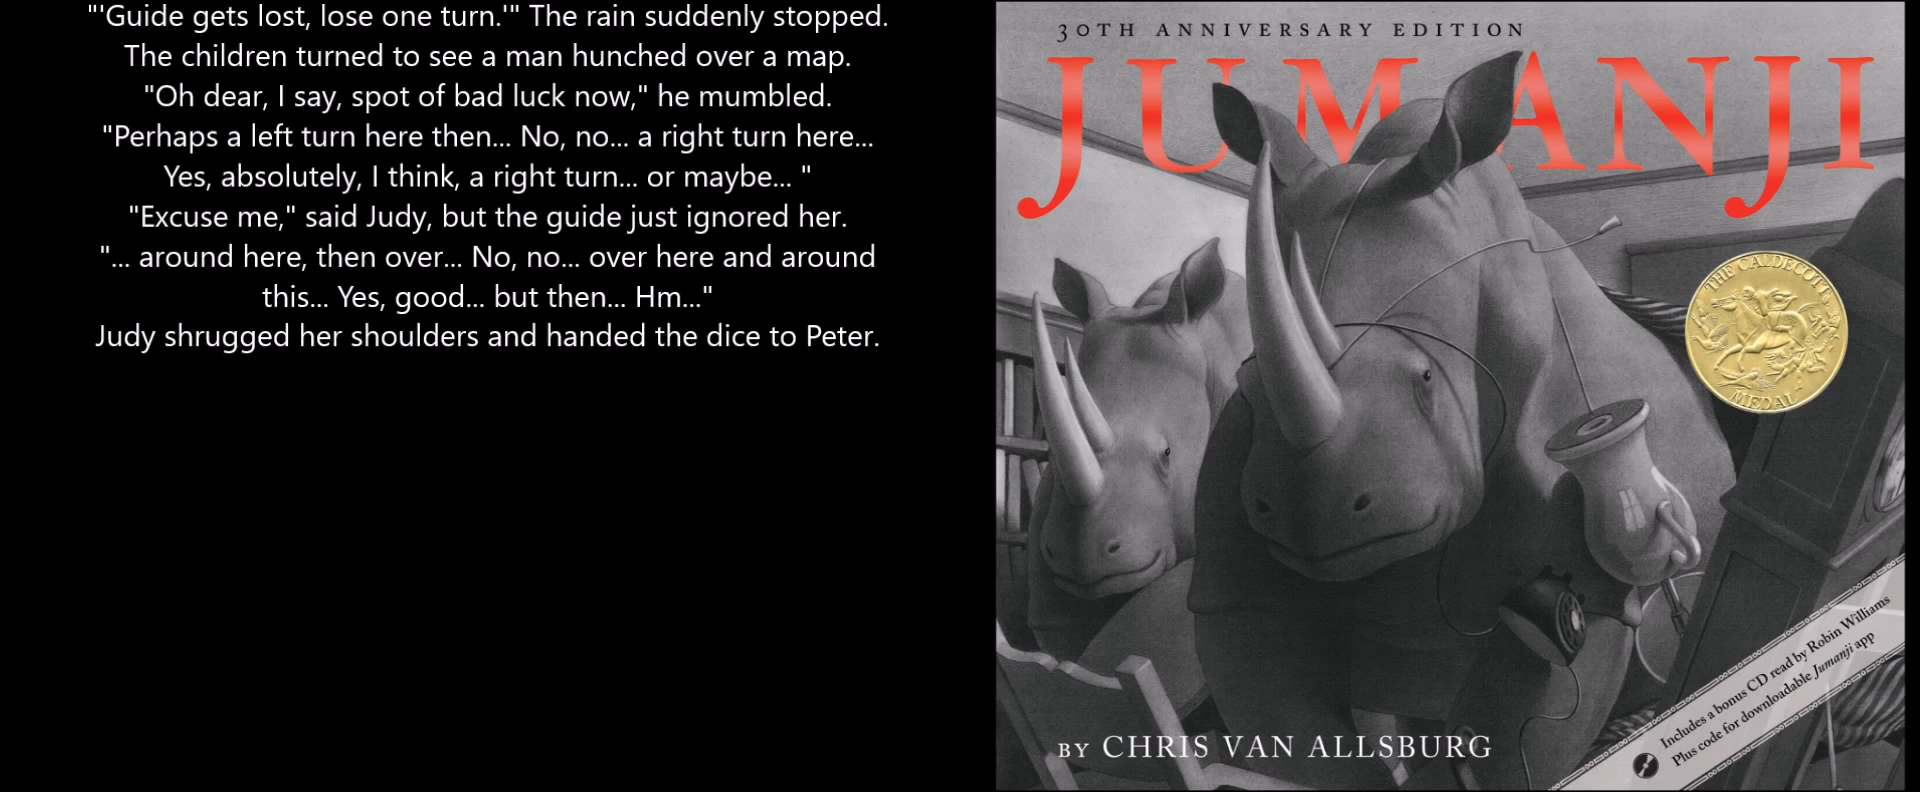 "'Guide gets lost, lose one turn.'" The rain suddenly stopped.
The children turned to see a man hunched over a map.
"Oh dear, I say, spot of bad luck now," he mumbled.
"Perhaps a left turn here then... No, no... a right turn here...
Yes, absolutely, I think, a right turn... or maybe... "
"Excuse me," said Judy, but the guide just ignored her.
"... around here, then over... No, no... over here and around
this... Yes, good... but then... Hm..."
Judy shrugged her shoulders and handed the dice to Peter.
30TH ANNIVERSARY EDITION
JUMANJI
THE CALDECOTT
MEDAL
Includes a bonus CD read by Robin Williams
Plus code for downloadable Jumanji app
BY CHRIS VAN ALLSBURG